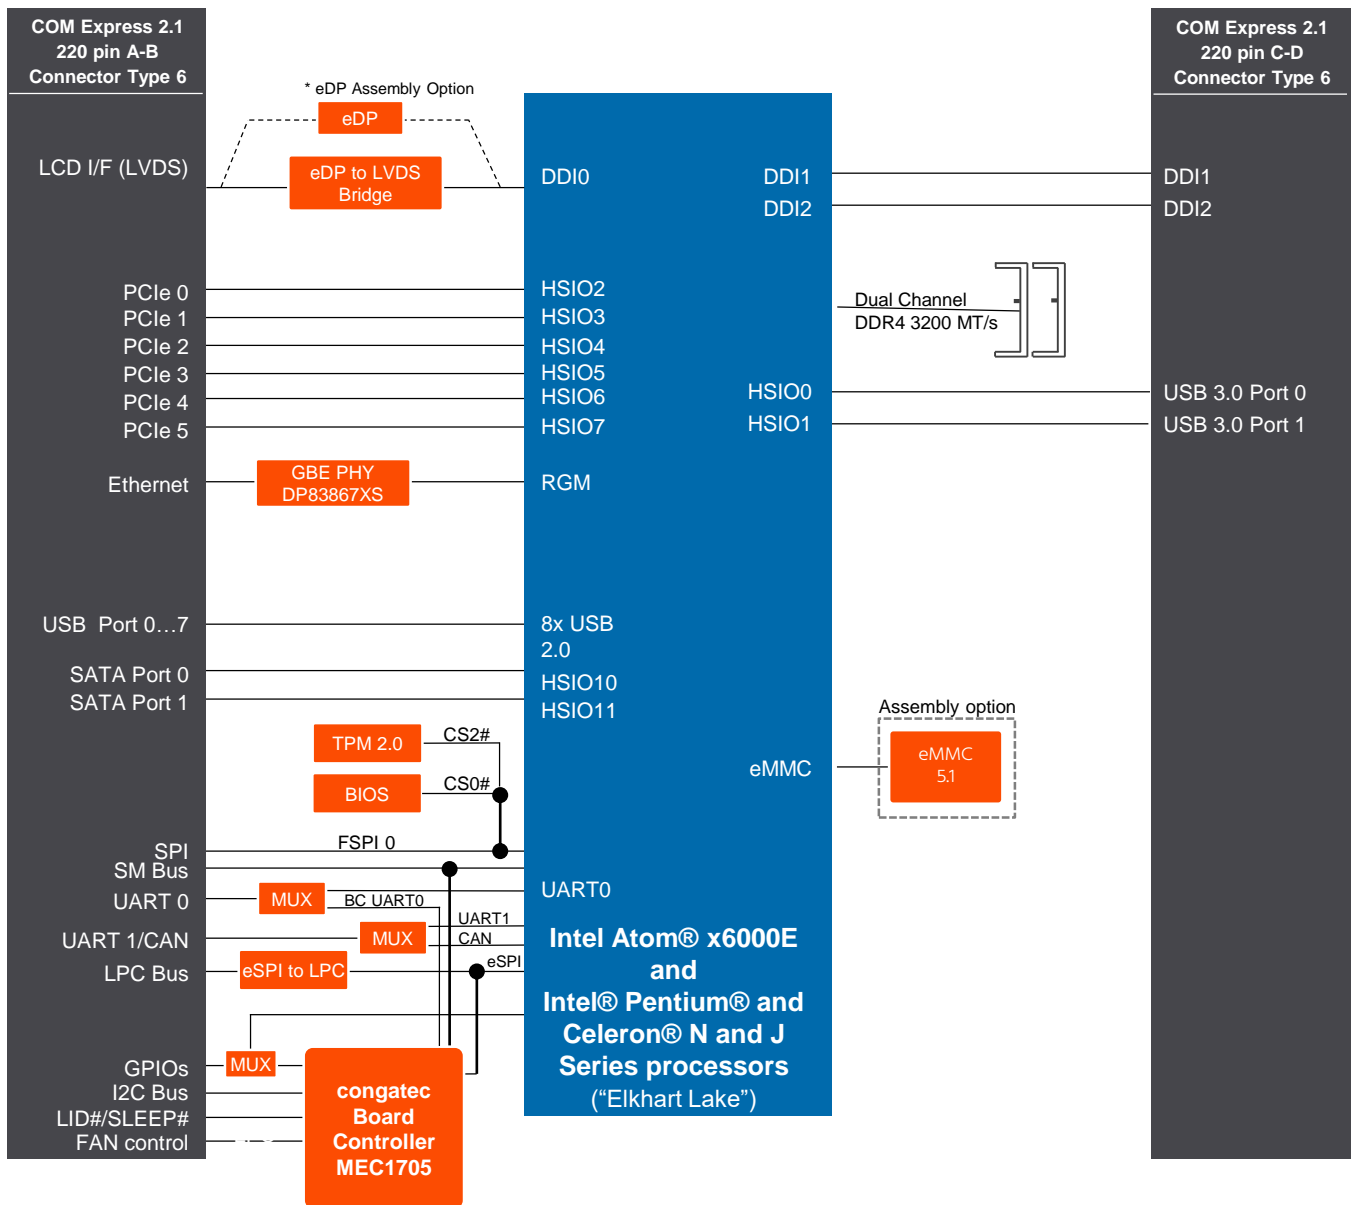 COM Express 2.1
220 pin A-B
Connector Type 6
COM Express 2.1
220 pin C-D
Connector Type 6
* eDP Assembly Option
eDP
LCD I/F (LVDS)
eDP to LVDS
Bridge
DDI0
DDI1
DDI1
DDI2
DDI2
PCIe 0
HSIO2
Dual Channel
DDR4 3200 MT/s
PCIe 1
HSIO3
PCIe 2
HSIO4
PCIe 3
HSIO5
PCIe 4
HSIO6
PCIe 5
HSIO7
HSIO0
USB 3.0 Port 0
HSIO1
USB 3.0 Port 1
Ethernet
GBE PHY
DP83867XS
RGM
USB  Port 0…7
8x USB
2.0
SATA Port 0
HSIO10
SATA Port 1
HSIO11
Assembly option
TPM 2.0
CS2#
eMMC
eMMC
5.1
BIOS
CS0#
SPI
FSPI 0
SM Bus
UART 0
MUX
BC UART0
UART0
UART 1/CAN
MUX
UART1
CAN
LPC Bus
eSPI to LPC
eSPI
Intel Atom® x6000E
and
Intel® Pentium® and
Celeron® N and J
Series processors
(“Elkhart Lake”)
GPIOs
MUX
I2C Bus
LID#/SLEEP#
FAN control
congatec
Board
Controller
MEC1705